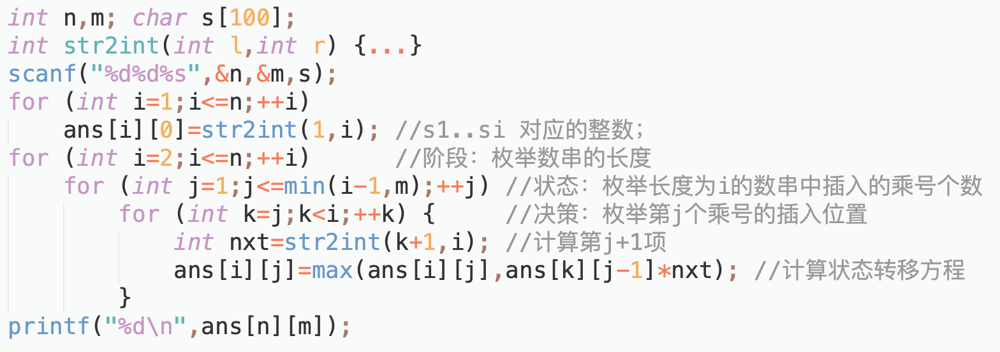 int n,m; char s[100];
int str2int(int l,int r) {...}
scanf("%d%d%s",&n,&m,s);
for (int i=1;i<=n;++i)
    ans[i][0]=str2int(1,i); //s1..si 对应的整数；
for (int i=2;i<=n;++i)      //阶段：枚举数串的长度
    for (int j=1;j<=min(i-1,m);++j) //状态：枚举长度为i的数串中插入的乘号个数
        for (int k=j;k<i;++k) {     //决策：枚举第j个乘号的插入位置
            int nxt=str2int(k+1,i); //计算第j+1项
            ans[i][j]=max(ans[i][j],ans[k][j-1]*nxt); //计算状态转移方程
        }
printf("%d\n",ans[n][m]);